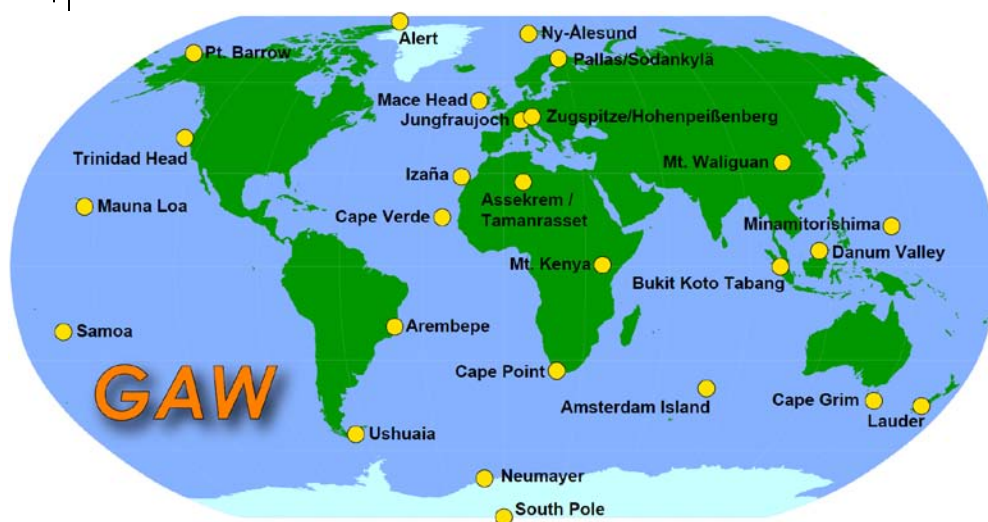 Alert
Ny-Alesund
Pt. Barrow
Pallas/Sodankylä
Mace Head
Jungfraujoch
Zugspitze/Hohenpeißenberg
Trinidad Head
Mt. Waliguan
Izaña
Assekrem /
Tamanrasset
Mauna Loa
Cape Verde
Minamitorishima
Danum Valley
Mt. Kenya
Bukit Koto Tabang
Samoa
Arembepe
GAW
Cape Point
Amsterdam Island
Cape Grim
Lauder
Ushuaia
Neumayer
South Pole